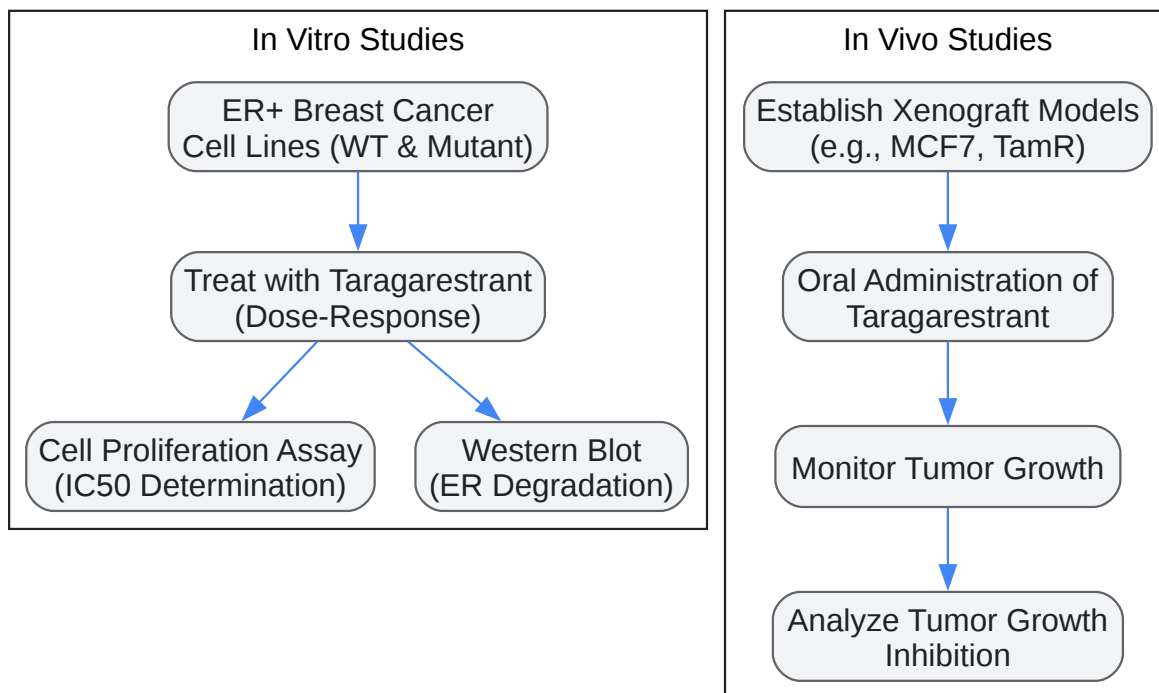 In Vitro Studies
ER+ Breast Cancer
Cell Lines (WT & Mutant)
Treat with Taragarestrant
(Dose-Response)
Cell Proliferation Assay
(IC50 Determination)
Western Blot
(ER Degradation)
In Vivo Studies
Establish Xenograft Models
(e.g., MCF7, TamR)
Oral Administration of
Taragarestrant
Monitor Tumor Growth
Analyze Tumor Growth
Inhibition